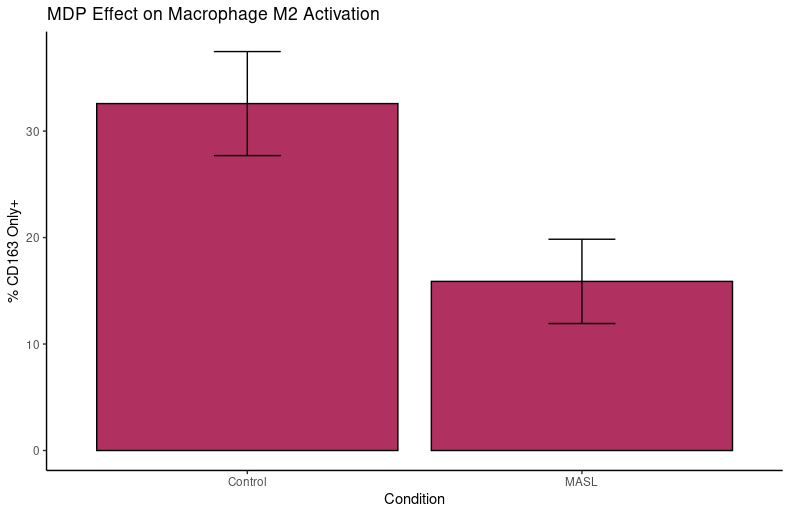 MDP Effect on Macrophage M2 Activation
% CD163 Only+
30
20
10
0
Control
MASL
Condition